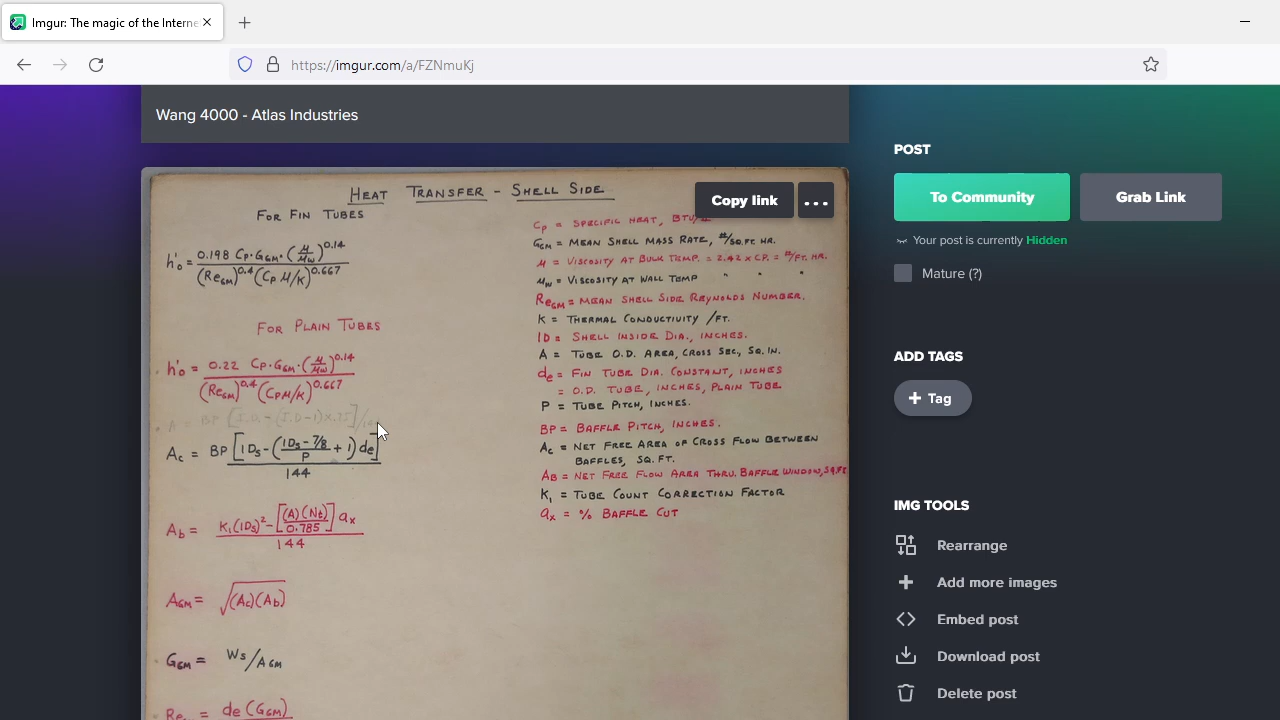 Imgur: The magic of the Interne
https://imgur.com/a/FZNmuKj
Wang 4000 - Atlas Industries
Copy link
...
HEAT TRANSFER - SHELL SIDE
FOR FIN TUBES
h'o = 0.198 Cp·GGM·(μ/μw)^0.14 / (ReGM)^0.4 (Cp μ/K)^0.667
FOR PLAIN TUBES
h'o = 0.22 Cp·GGM·(μ/μw)^0.14 / (ReGM)^0.4 (Cp μ/K)^0.667
Ac = BP [IDs - (IDs - 7/8 / P + 1) de] / 144
Ab = K1 (IDs)² - [(A)(Nt) / 0.785] ax / 144
AGM = √(Ac)(Ab)
GGM = Ws/AGM
Re = de (GGM)
Cp = SPECIFIC HEAT, BTU/
GGM = MEAN SHELL MASS RATE, #/SQ.FT. HR.
μ = VISCOSITY AT BULK TEMP. = 2.42 x CP. = #/FT. HR.
μw = VISCOSITY AT WALL TEMP " " "
ReGM = MEAN SHELL SIDE REYNOLDS NUMBER.
K = THERMAL CONDUCTIVITY /FT.
ID = SHELL INSIDE DIA., INCHES.
A = TUBE O.D. AREA, CROSS SEC., SQ. IN.
de = FIN TUBE DIA. CONSTANT, INCHES
= O.D. TUBE, INCHES, PLAIN TUBE
P = TUBE PITCH, INCHES.
BP = BAFFLE PITCH, INCHES.
Ac = NET FREE AREA OF CROSS FLOW BETWEEN
BAFFLES, SQ. FT.
AB = NET FREE FLOW AREA THRU. BAFFLE WINDOW, SQ.FT.
K1 = TUBE COUNT CORRECTION FACTOR
ax = % BAFFLE CUT
POST
To Community
Grab Link
Your post is currently Hidden
Mature (?)
ADD TAGS
+ Tag
IMG TOOLS
Rearrange
Add more images
Embed post
Download post
Delete post